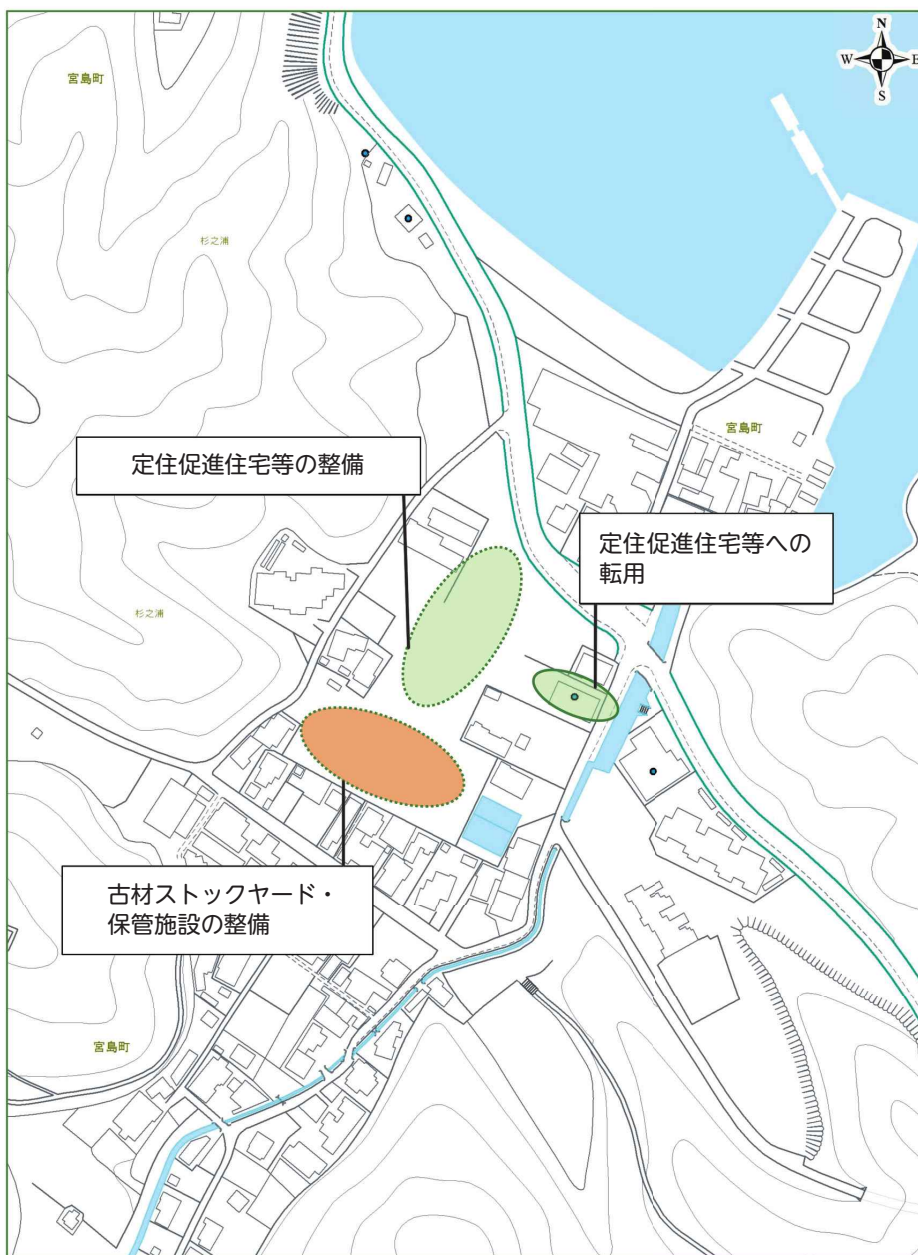 N
W
E
S
宮島町
杉之浦
宮島町
定住促進住宅等の整備
定住促進住宅等への
転用
杉之浦
古材ストックヤード・
保管施設の整備
宮島町